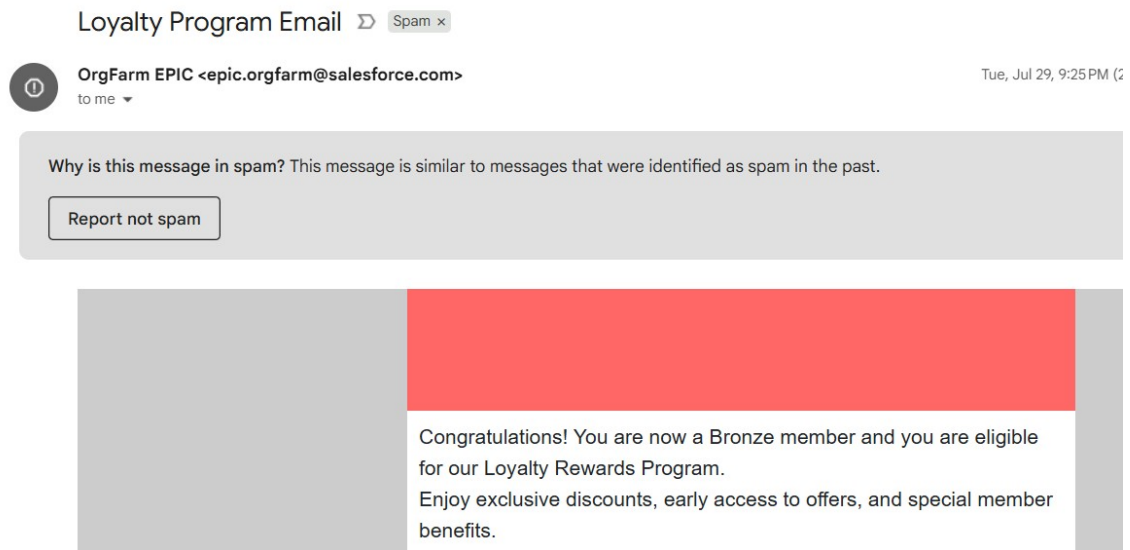 Loyalty Program Email Spam ×
OrgFarm EPIC <epic.orgfarm@salesforce.com> Tue, Jul 29, 9:25 PM (2
to me
Why is this message in spam? This message is similar to messages that were identified as spam in the past.
Report not spam
Congratulations! You are now a Bronze member and you are eligible
for our Loyalty Rewards Program.
Enjoy exclusive discounts, early access to offers, and special member
benefits.